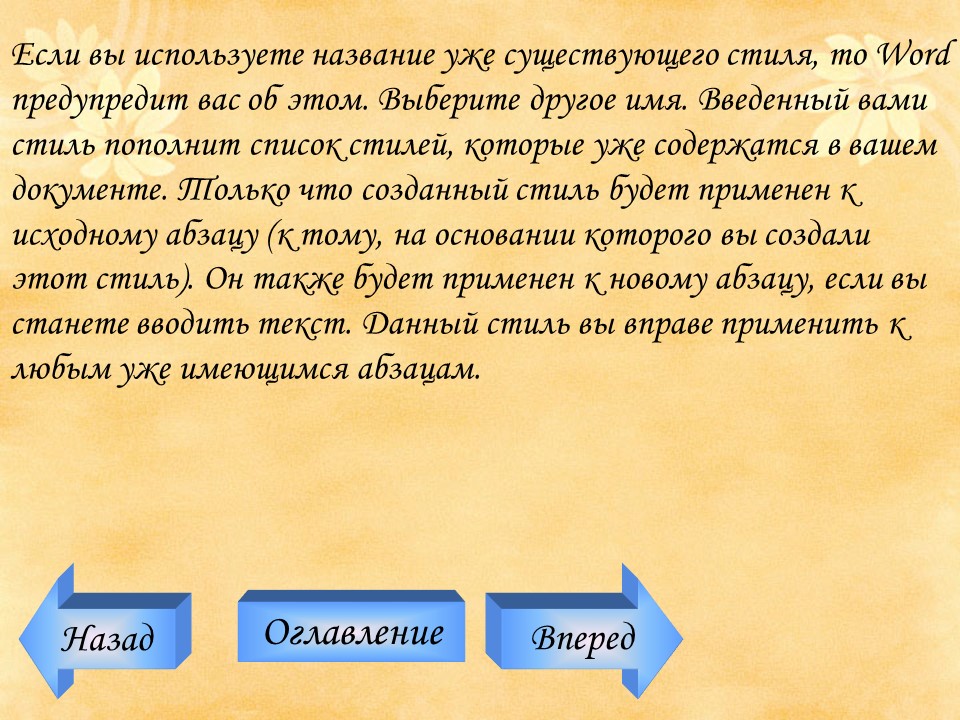 Если вы используете название уже существующего стиля, то Word
предупредит вас об этом. Выберите другое имя. Введенный вами
стиль пополнит список стилей, которые уже содержатся в вашем
документе. Только что созданный стиль будет применен к
исходному абзацу (к тому, на основании которого вы создали
этот стиль). Он также будет применен к новому абзацу, если вы
станете вводить текст. Данный стиль вы вправе применить к
любым уже имеющимся абзацам.
Назад
Оглавление
Вперед